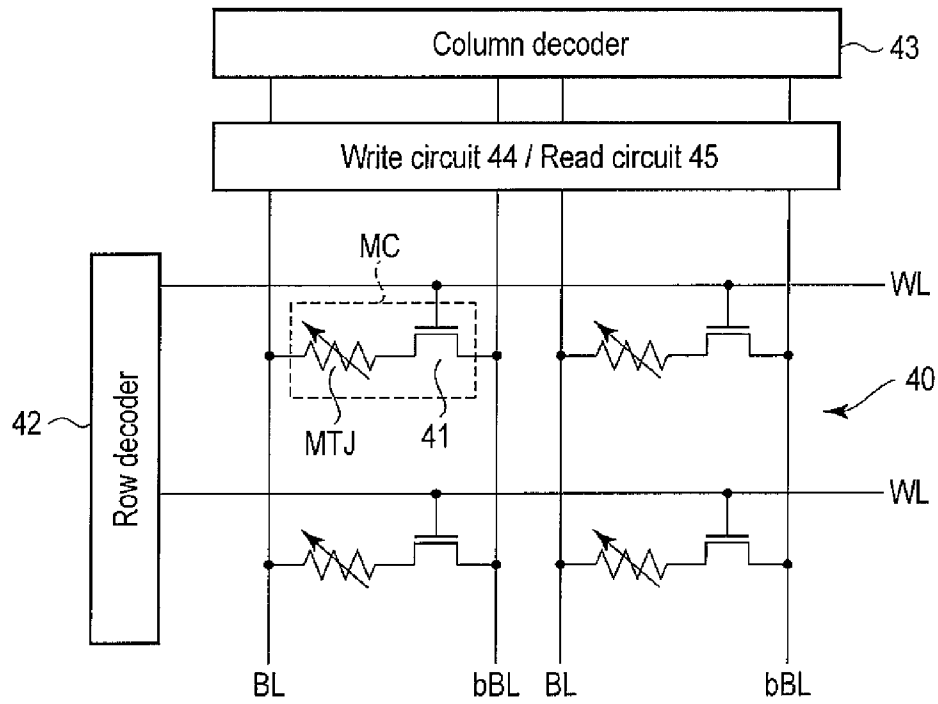 Column decoder
43
Write circuit 44 / Read circuit 45
MC
WL
WL
42
Row decoder
MTJ
41
40
BL
bBL
BL
bBL